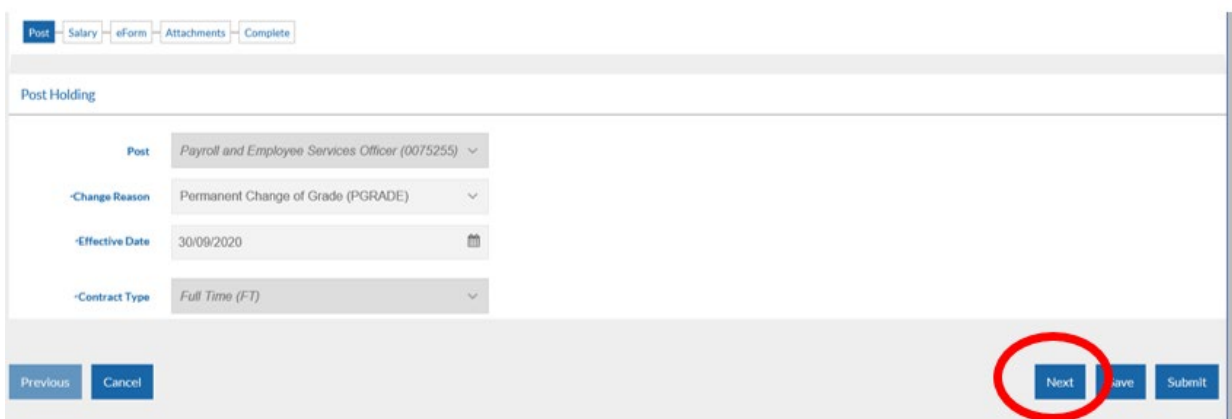 Post Salary eForm Attachments Complete
Post Holding
Post Payroll and Employee Services Officer (0075255)
*Change Reason Permanent Change of Grade (PGRADE)
*Effective Date 30/09/2020
*Contract Type Full Time (FT)
Previous Cancel Next Save Submit